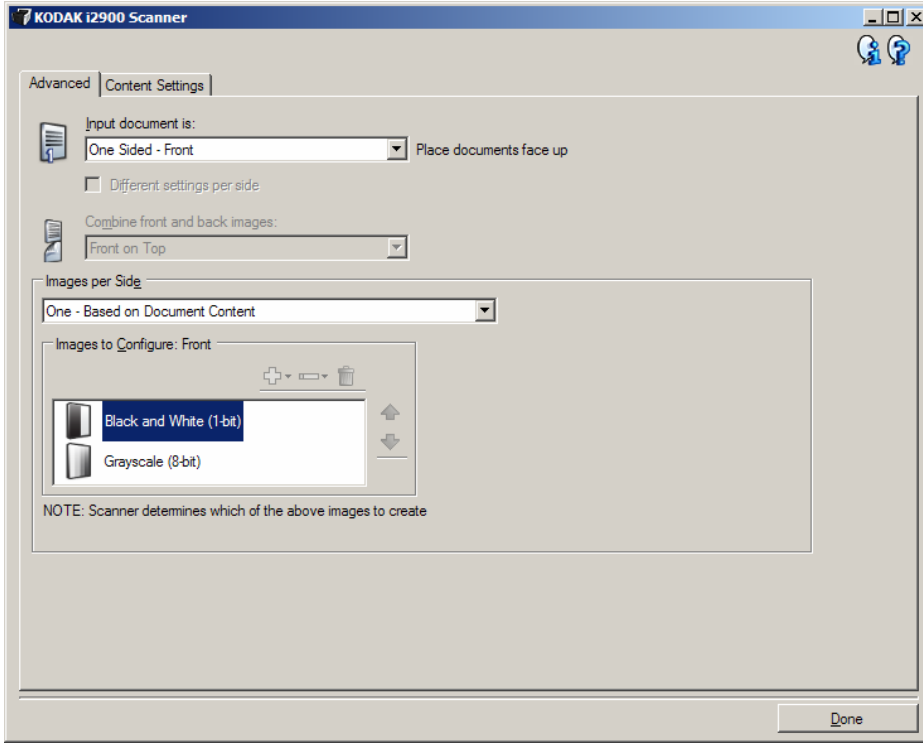 KODAK i2900 Scanner
Advanced Content Settings
Input document is:
One Sided - Front Place documents face up
Different settings per side
Combine front and back images:
Front on Top
Images per Side
One - Based on Document Content
Images to Configure: Front
Black and White (1-bit)
Grayscale (8-bit)
NOTE: Scanner determines which of the above images to create
Done